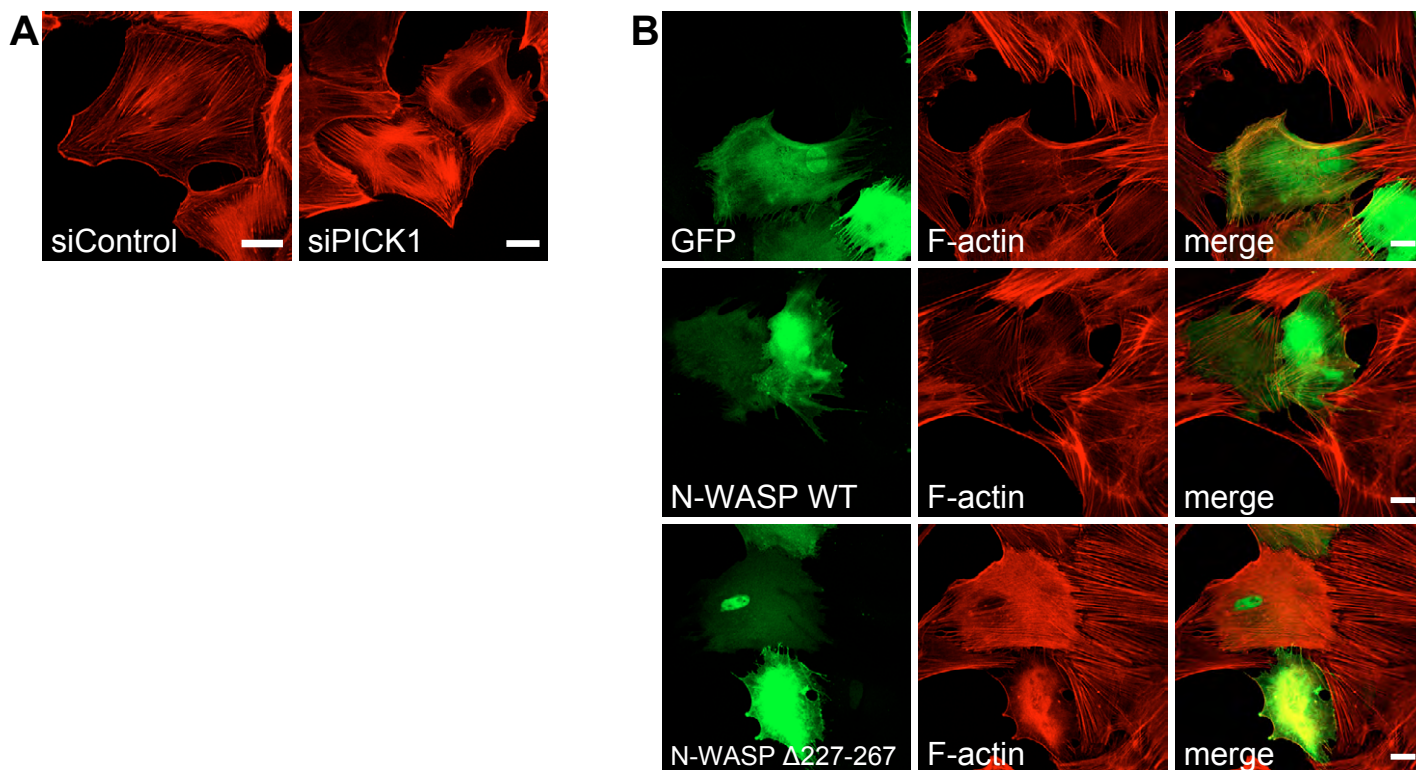 A
siControl
siPICK1
B
GFP
F-actin
merge
N-WASP WT
F-actin
merge
N-WASP Δ227-267
F-actin
merge